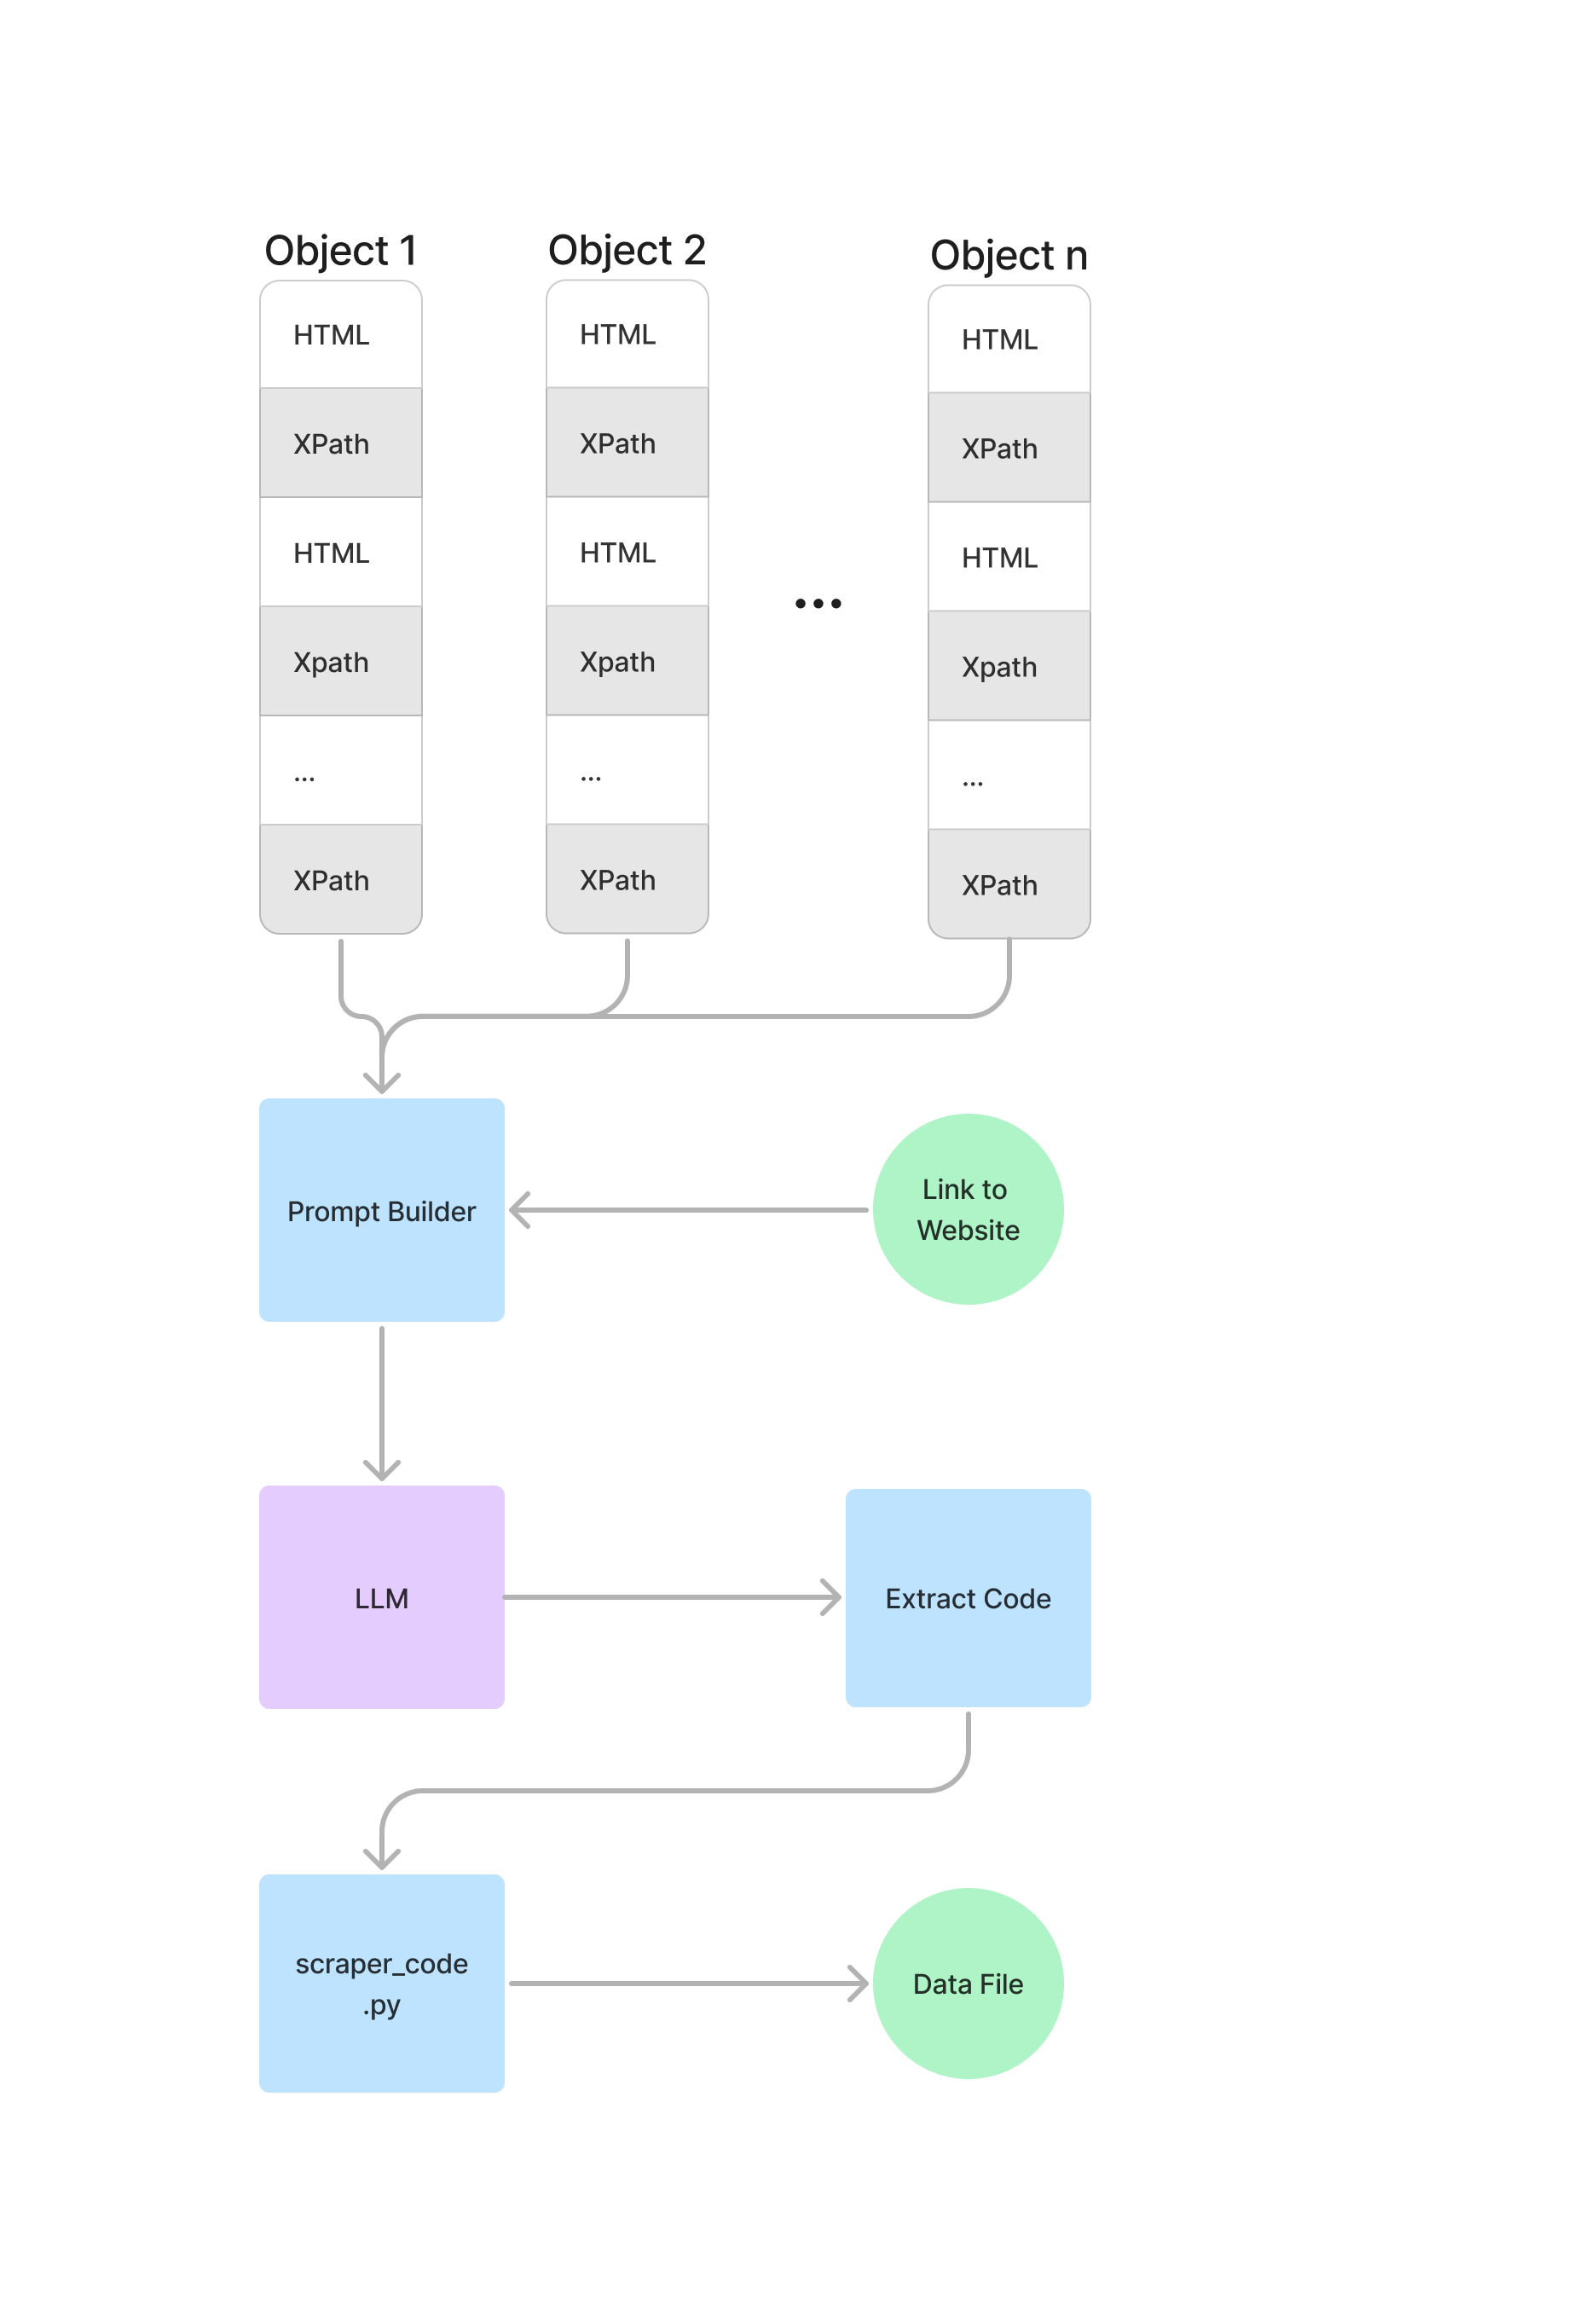 Object 1
Object 2
Object n
HTML
HTML
HTML
XPath
XPath
XPath
HTML
HTML
HTML
...
Xpath
Xpath
Xpath
...
...
...
XPath
XPath
XPath
Prompt Builder
Link to
Website
LLM
Extract Code
scraper_code
.py
Data File